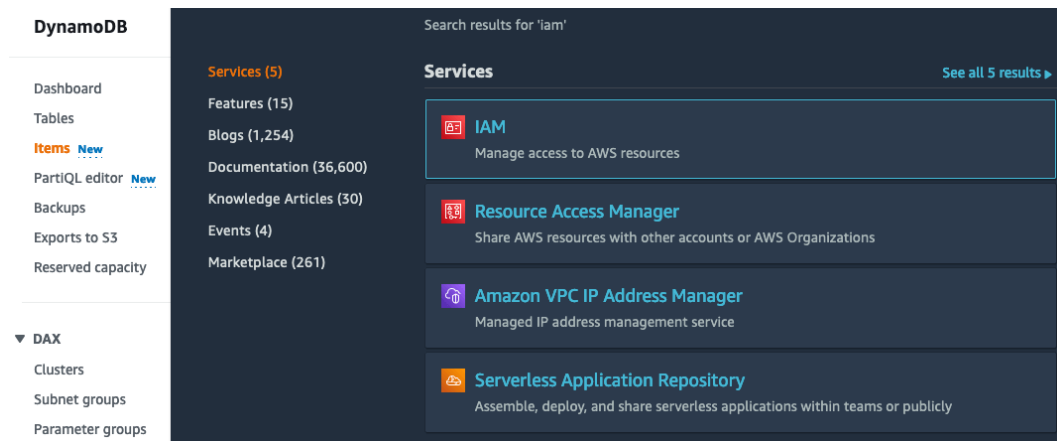 DynamoDB
Dashboard
Tables
Items New
PartiQL editor New
Backups
Exports to S3
Reserved capacity
DAX
Clusters
Subnet groups
Parameter groups
Search results for 'iam'
Services (5)
Features (15)
Blogs (1,254)
Documentation (36,600)
Knowledge Articles (30)
Events (4)
Marketplace (261)
Services
See all 5 results
IAM
Manage access to AWS resources
Resource Access Manager
Share AWS resources with other accounts or AWS Organizations
Amazon VPC IP Address Manager
Managed IP address management service
Serverless Application Repository
Assemble, deploy, and share serverless applications within teams or publicly